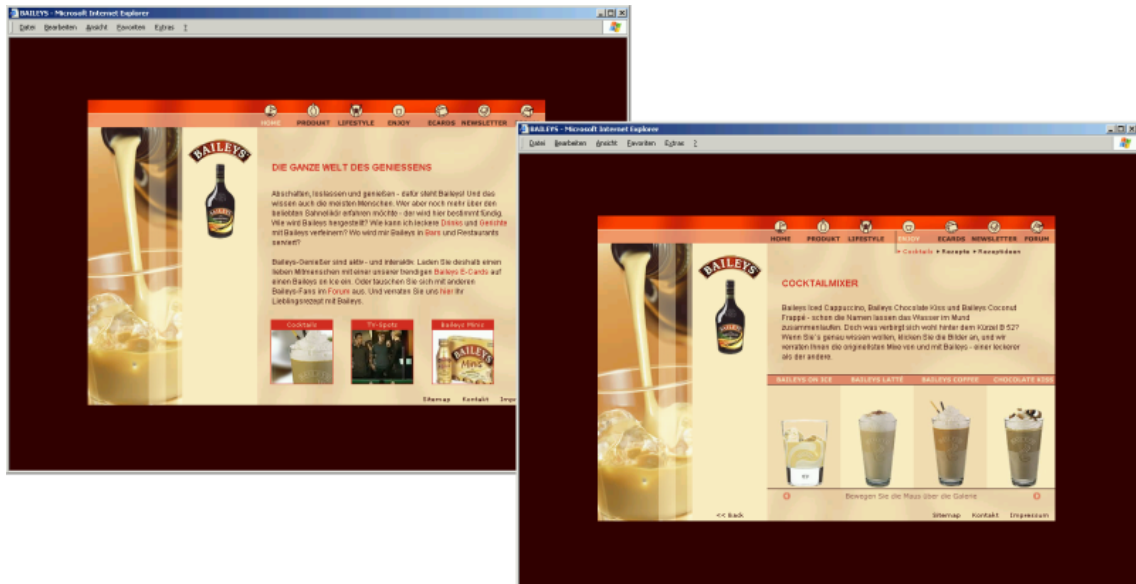 BAILEYS - Microsoft Internet Explorer
Datei Bearbeiten Ansicht Favoriten Extras ?
HOME PRODUKT LIFESTYLE ENJOY ECARDS NEWSLETTER
BAILEYS
DIE GANZE WELT DES GENIESSENS
Abschalten, loslassen und genießen - dafür steht Baileys! Und das
wissen auch die meisten Menschen. Wer aber noch mehr über den
beliebten Sahnelikör erfahren möchte - der wird hier bestimmt fündig.
Wie wird Baileys hergestellt? Wie kann ich leckere Drinks und Gerichte
mit Baileys verfeinern? Wo wird mir Baileys in Bars und Restaurants
serviert?
Baileys-Genießer sind aktiv - und interaktiv. Laden Sie deshalb einen
lieben Mitmenschen mit einer unserer trendigen Baileys E-Cards auf
einen Baileys on Ice ein. Oder tauschen Sie sich mit anderen
Baileys-Fans im Forum aus. Und verraten Sie uns hier Ihr
Lieblingsrezept mit Baileys.
Cocktails TV-Spots Baileys Minis
BAILEYS
Minis
Sitemap Kontakt
BAILEYS - Microsoft Internet Explorer
Datei Bearbeiten Ansicht Favoriten Extras ?
HOME PRODUKT LIFESTYLE ENJOY ECARDS NEWSLETTER FORUM
Cocktails Rezepte Rezeptideen
BAILEYS
COCKTAILMIXER
Baileys Iced Cappuccino, Baileys Chocolate Kiss und Baileys Coconut
Frappé - schon die Namen lassen das Wasser im Mund
zusammenlaufen. Doch was verbirgt sich wohl hinter dem Kürzel B 52?
Wenn Sie's genau wissen wollen, klicken Sie die Bilder an, und wir
verraten Ihnen die originellsten Mixe von und mit Baileys - einer leckerer
als der andere.
BAILEYS ON ICE BAILEYS LATTÉ BAILEYS COFFEE CHOCOLATE KISS
Bewegen Sie die Maus über die Galerie
<< Back
Sitemap Kontakt Impressum